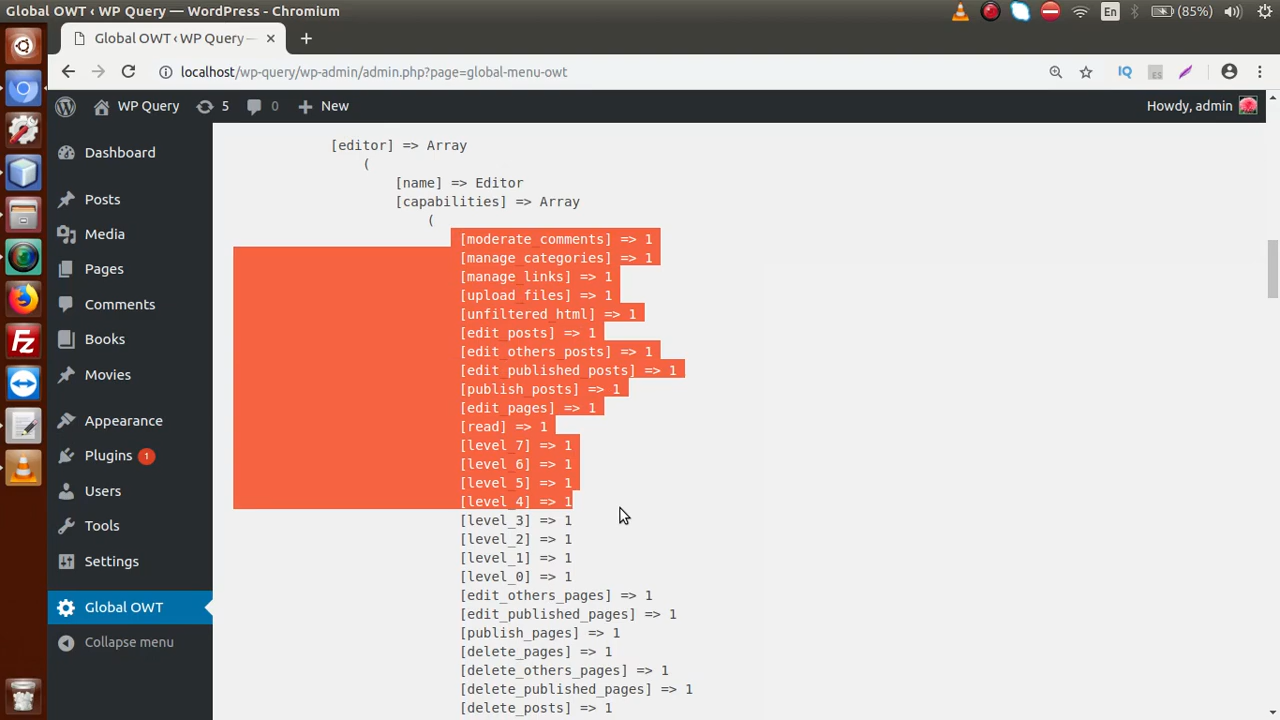 Global OWT ‹ WP Query — WordPress - Chromium
En
(85%)
Global OWT ‹ WP Query —
localhost/wp-query/wp-admin/admin.php?page=global-menu-owt
IQ
ES
WP Query
5
0
New
Howdy, admin
Dashboard
Posts
Media
Pages
Comments
Books
Movies
Appearance
Plugins 1
Users
Tools
Settings
Global OWT
Collapse menu
[editor] => Array
(
[name] => Editor
[capabilities] => Array
(
[moderate_comments] => 1
[manage_categories] => 1
[manage_links] => 1
[upload_files] => 1
[unfiltered_html] => 1
[edit_posts] => 1
[edit_others_posts] => 1
[edit_published_posts] => 1
[publish_posts] => 1
[edit_pages] => 1
[read] => 1
[level_7] => 1
[level_6] => 1
[level_5] => 1
[level_4] => 1
[level_3] => 1
[level_2] => 1
[level_1] => 1
[level_0] => 1
[edit_others_pages] => 1
[edit_published_pages] => 1
[publish_pages] => 1
[delete_pages] => 1
[delete_others_pages] => 1
[delete_published_pages] => 1
[delete_posts] => 1